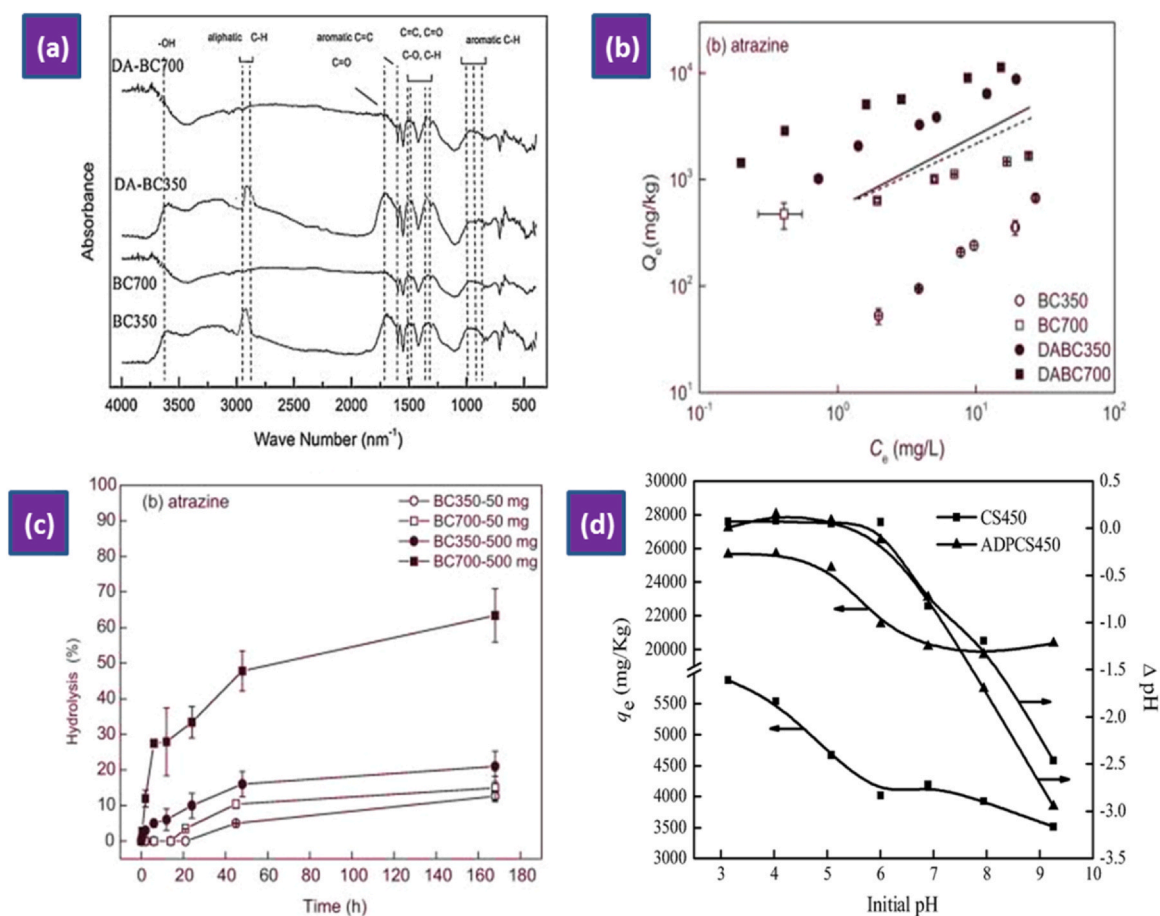 (a)
-OH
aliphatic C-H
aromatic C=C
C=O
C=C, C=O
C-O, C-H
aromatic C-H
DA-BC700
DA-BC350
BC700
BC350
Absorbance
4000 3500 3000 2500 2000 1500 1000 500
Wave Number (nm⁻¹)
(b)
(b) atrazine
Qe(mg/kg)
10⁴
10³
10²
10¹
10⁻¹ 10⁰ 10¹ 10²
Ce (mg/L)
BC350
BC700
DABC350
DABC700
(c)
(b) atrazine
BC350-50 mg
BC700-50 mg
BC350-500 mg
BC700-500 mg
Hydrolysis (%)
100
90
80
70
60
50
40
30
20
10
0
0 20 40 60 80 100 120 140 160 180
Time (h)
(d)
CS450
ADPCS450
qe (mg/Kg)
30000
28000
26000
24000
22000
20000
5500
5000
4500
4000
3500
3000
0.5
0.0
-0.5
-1.0
-1.5
-2.0
-2.5
-3.0
-3.5
Δ pH
3 4 5 6 7 8 9 10
Initial pH